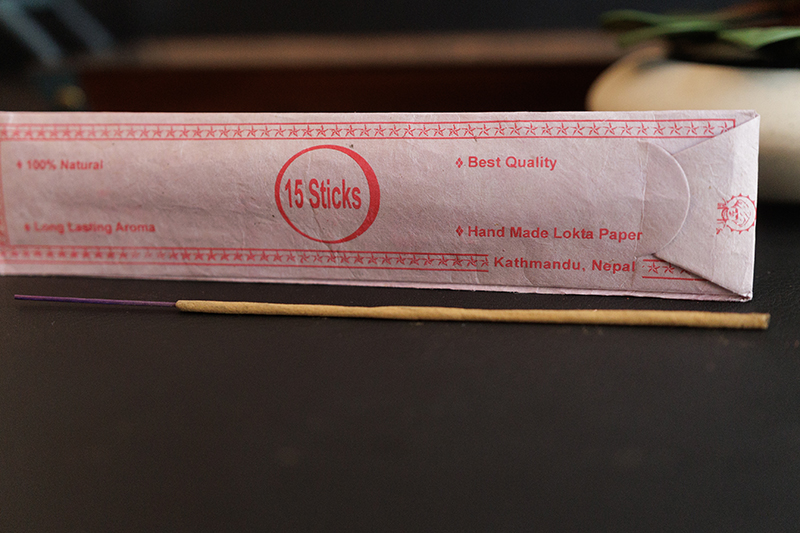 100% Natural
15 Sticks
Best Quality
Long Lasting Aroma
Hand Made Lokta Paper
Kathmandu, Nepal